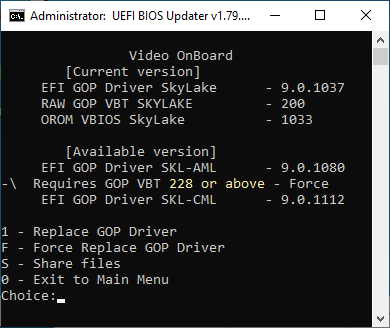 Administrator: UEFI BIOS Updater v1.79....
Video OnBoard
[Current version]
EFI GOP Driver SkyLake - 9.0.1037
RAW GOP VBT SKYLAKE - 200
OROM VBIOS SkyLake - 1033
[Available version]
EFI GOP Driver SKL-AML - 9.0.1080
-\ Requires GOP VBT 228 or above - Force
EFI GOP Driver SKL-CML - 9.0.1112
1 - Replace GOP Driver
F - Force Replace GOP Driver
S - Share files
0 - Exit to Main Menu
Choice: